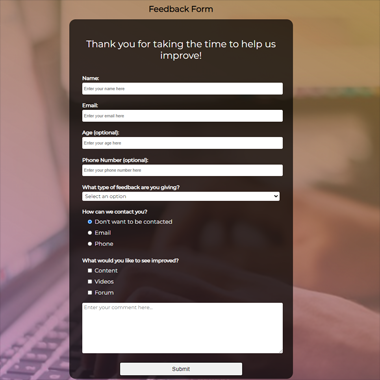 Feedback Form
Thank you for taking the time to help us
improve!
Name:
Enter your name here
Email:
Enter your email here
Age (optional):
Enter your age here
Phone Number (optional):
Enter your phone number here
What type of feedback are you giving?
Select an option
How can we contact you?
Don't want to be contacted
Email
Phone
What would you like to see improved?
Content
Videos
Forum
Enter your comment here...
Submit